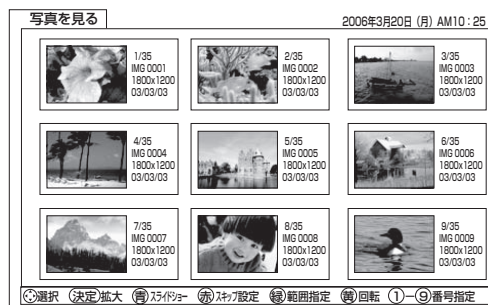 写真を見る
2006年3月20日 (月) AM10:25
1/35
IMG 0001
1800x1200
03/03/03
2/35
IMG 0002
1800x1200
03/03/03
3/35
IMG 0003
1800x1200
03/03/03
4/35
IMG 0004
1800x1200
03/03/03
5/35
IMG 0005
1800x1200
03/03/03
6/35
IMG 0006
1800x1200
03/03/03
7/35
IMG 0007
1800x1200
03/03/03
8/35
IMG 0008
1800x1200
03/03/03
9/35
IMG 0009
1800x1200
03/03/03
選択 決定拡大 青スライドショー 赤スキップ設定 緑範囲指定 黄回転 ①−⑨番号指定